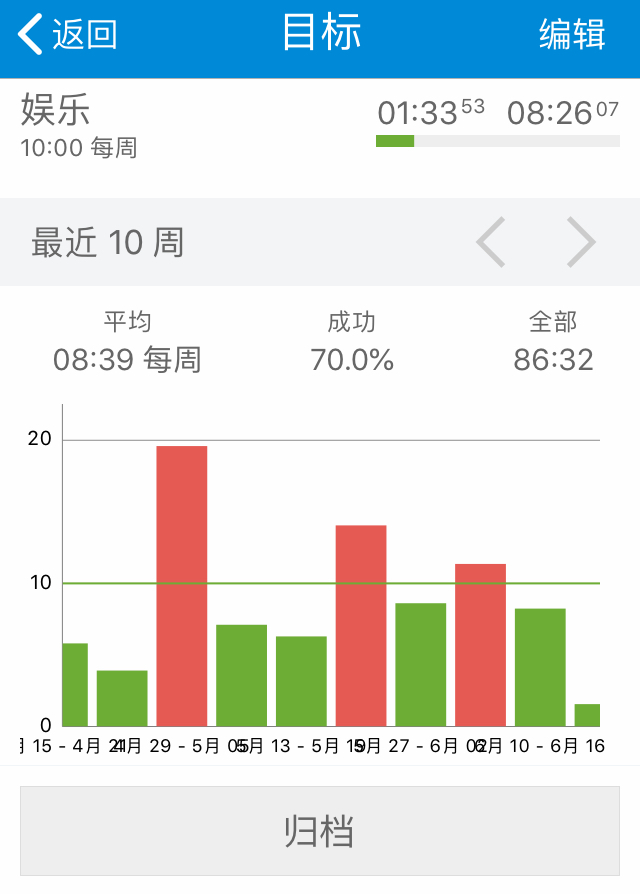 返回 目标 编辑
娱乐 01:33 53 08:26 07
10:00 每周
最近 10 周
平均 成功 全部
08:39 每周 70.0% 86:32
20
10
0
15 - 4月 21 4月 29 - 5月 05 5月 13 - 5月 19 5月 27 - 6月 02 6月 10 - 6月 16
归档